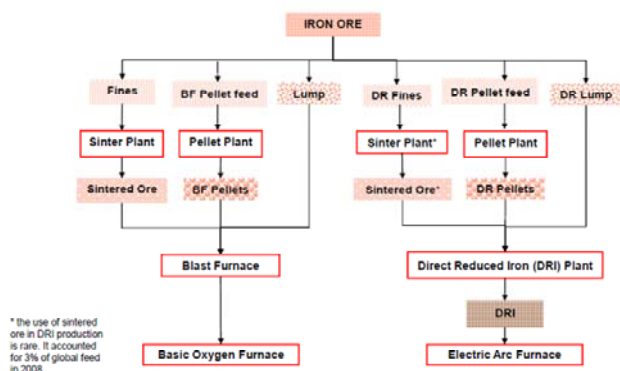 IRON ORE
Fines
BF Pellet feed
Lump
DR Fines
DR Pellet feed
DR Lump
Sinter Plant
Pellet Plant
Sinter Plant*
Pellet Plant
Sintered Ore
BF Pellets
Sintered Ore*
DR Pellets
Blast Furnace
Direct Reduced Iron (DRI) Plant
DRI
* the use of sintered
ore in DRI production
is rare. It accounted
for 3% of global feed
in 2008
Basic Oxygen Furnace
Electric Arc Furnace